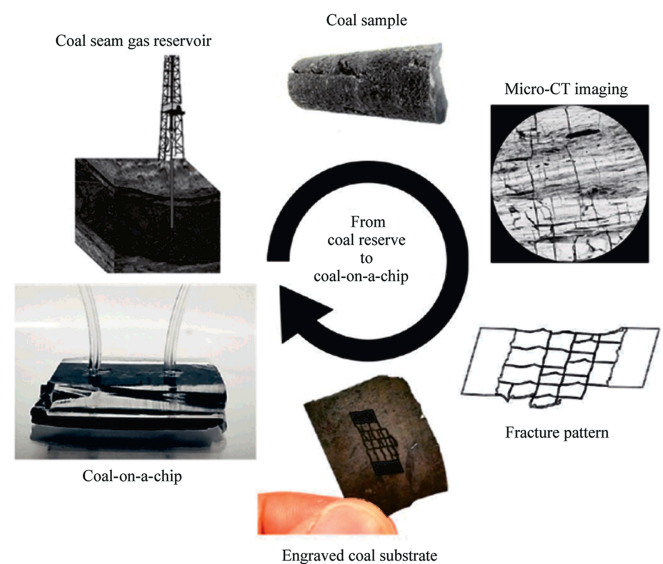 Coal sample
Coal seam gas reservoir
Micro-CT imaging
From
coal reserve
to
coal-on-a-chip
Fracture pattern
Coal-on-a-chip
Engraved coal substrate